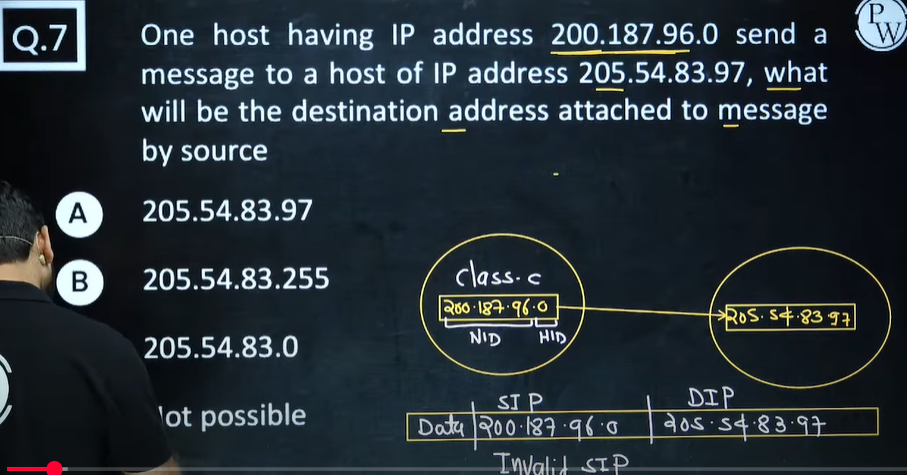 Q.7
One host having IP address 200.187.96.0 send a
message to a host of IP address 205.54.83.97, what
will be the destination address attached to message
by source
PW
A 205.54.83.97
B 205.54.83.255
205.54.83.0
ot possible
Class-C
200.187.96.0
NID HID
205.54.83 97
SIP DIP
Data 200.187.96.0 205.54.83.97
Invalid SIP